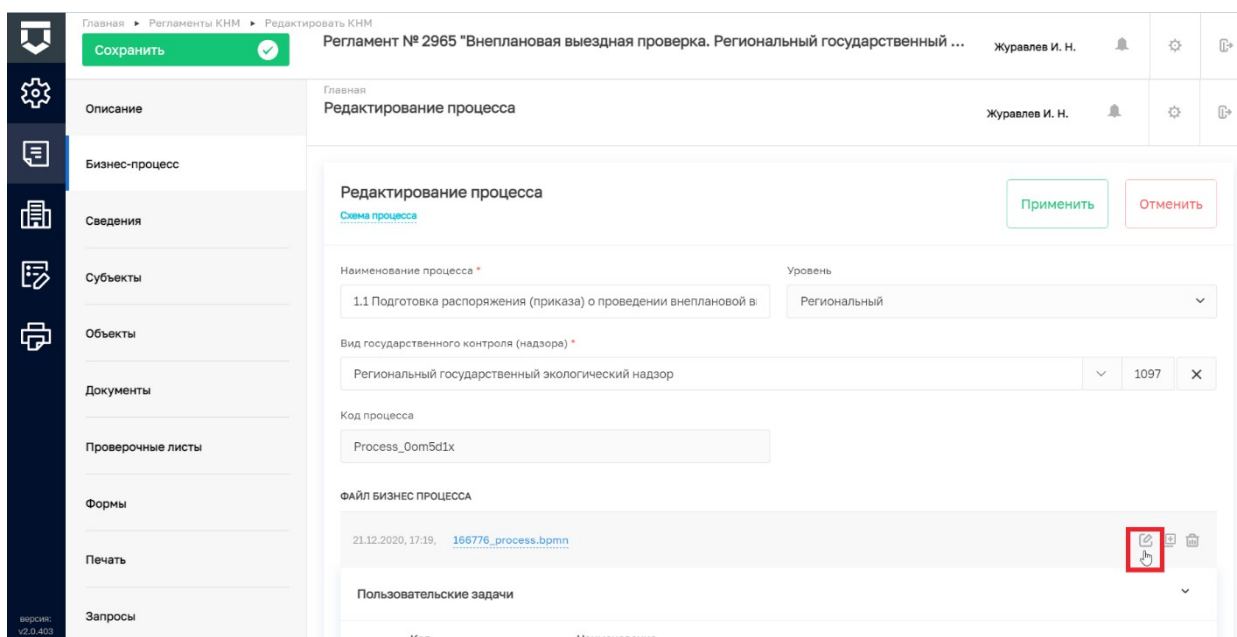 Главная ▸ Регламенты КНМ ▸ Редактировать КНМ
Сохранить
Регламент № 2965 "Внеплановая выездная проверка. Региональный государственный ...
Журавлев И. Н.
Главная
Редактирование процесса
Журавлев И. Н.
Описание
Бизнес-процесс
Сведения
Субъекты
Объекты
Документы
Проверочные листы
Формы
Печать
Запросы
версия:
v2.0.403
Редактирование процесса
Схема процесса
Применить
Отменить
Наименование процесса *
Уровень
1.1 Подготовка распоряжения (приказа) о проведении внеплановой
Региональный
Вид государственного контроля (надзора) *
Региональный государственный экологический надзор
1097
Код процесса
Process_0om5d1x
ФАЙЛ БИЗНЕС ПРОЦЕССА
21.12.2020, 17:19, 166776_process.bpmn
Пользовательские задачи